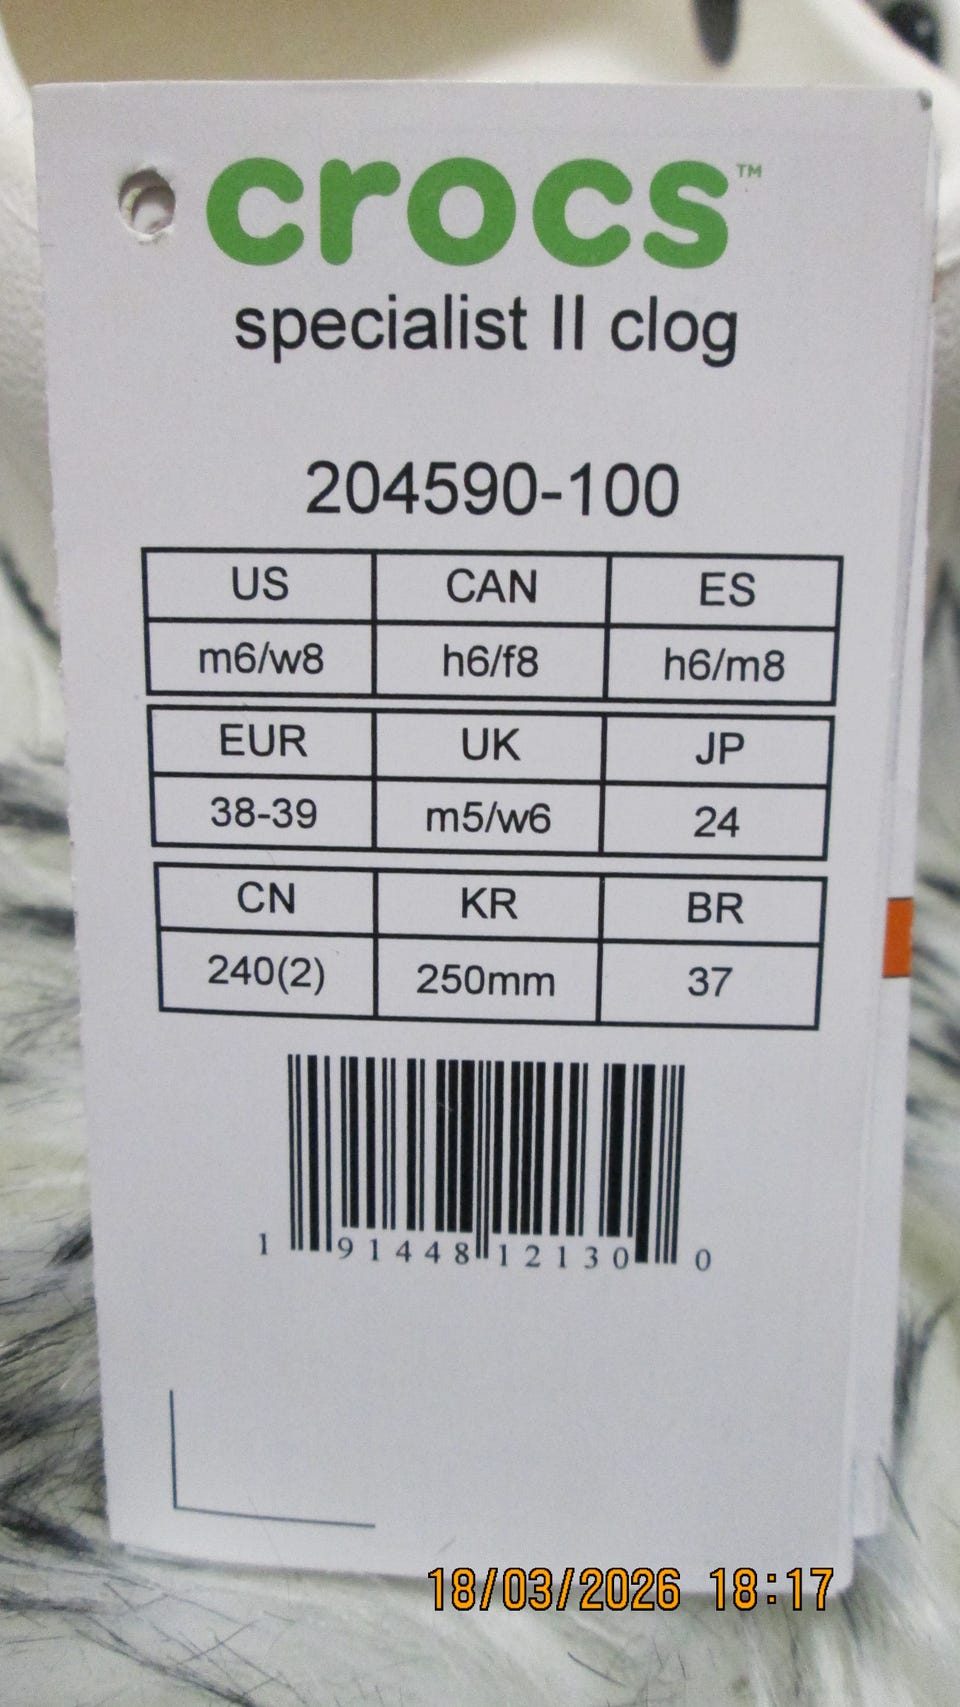 crocs™
specialist II clog
204590-100
US CAN ES
m6/w8 h6/f8 h6/m8
EUR UK JP
38-39 m5/w6 24
CN KR BR
240(2) 250mm 37
1 91448 12130 0
18/03/2026 18:17